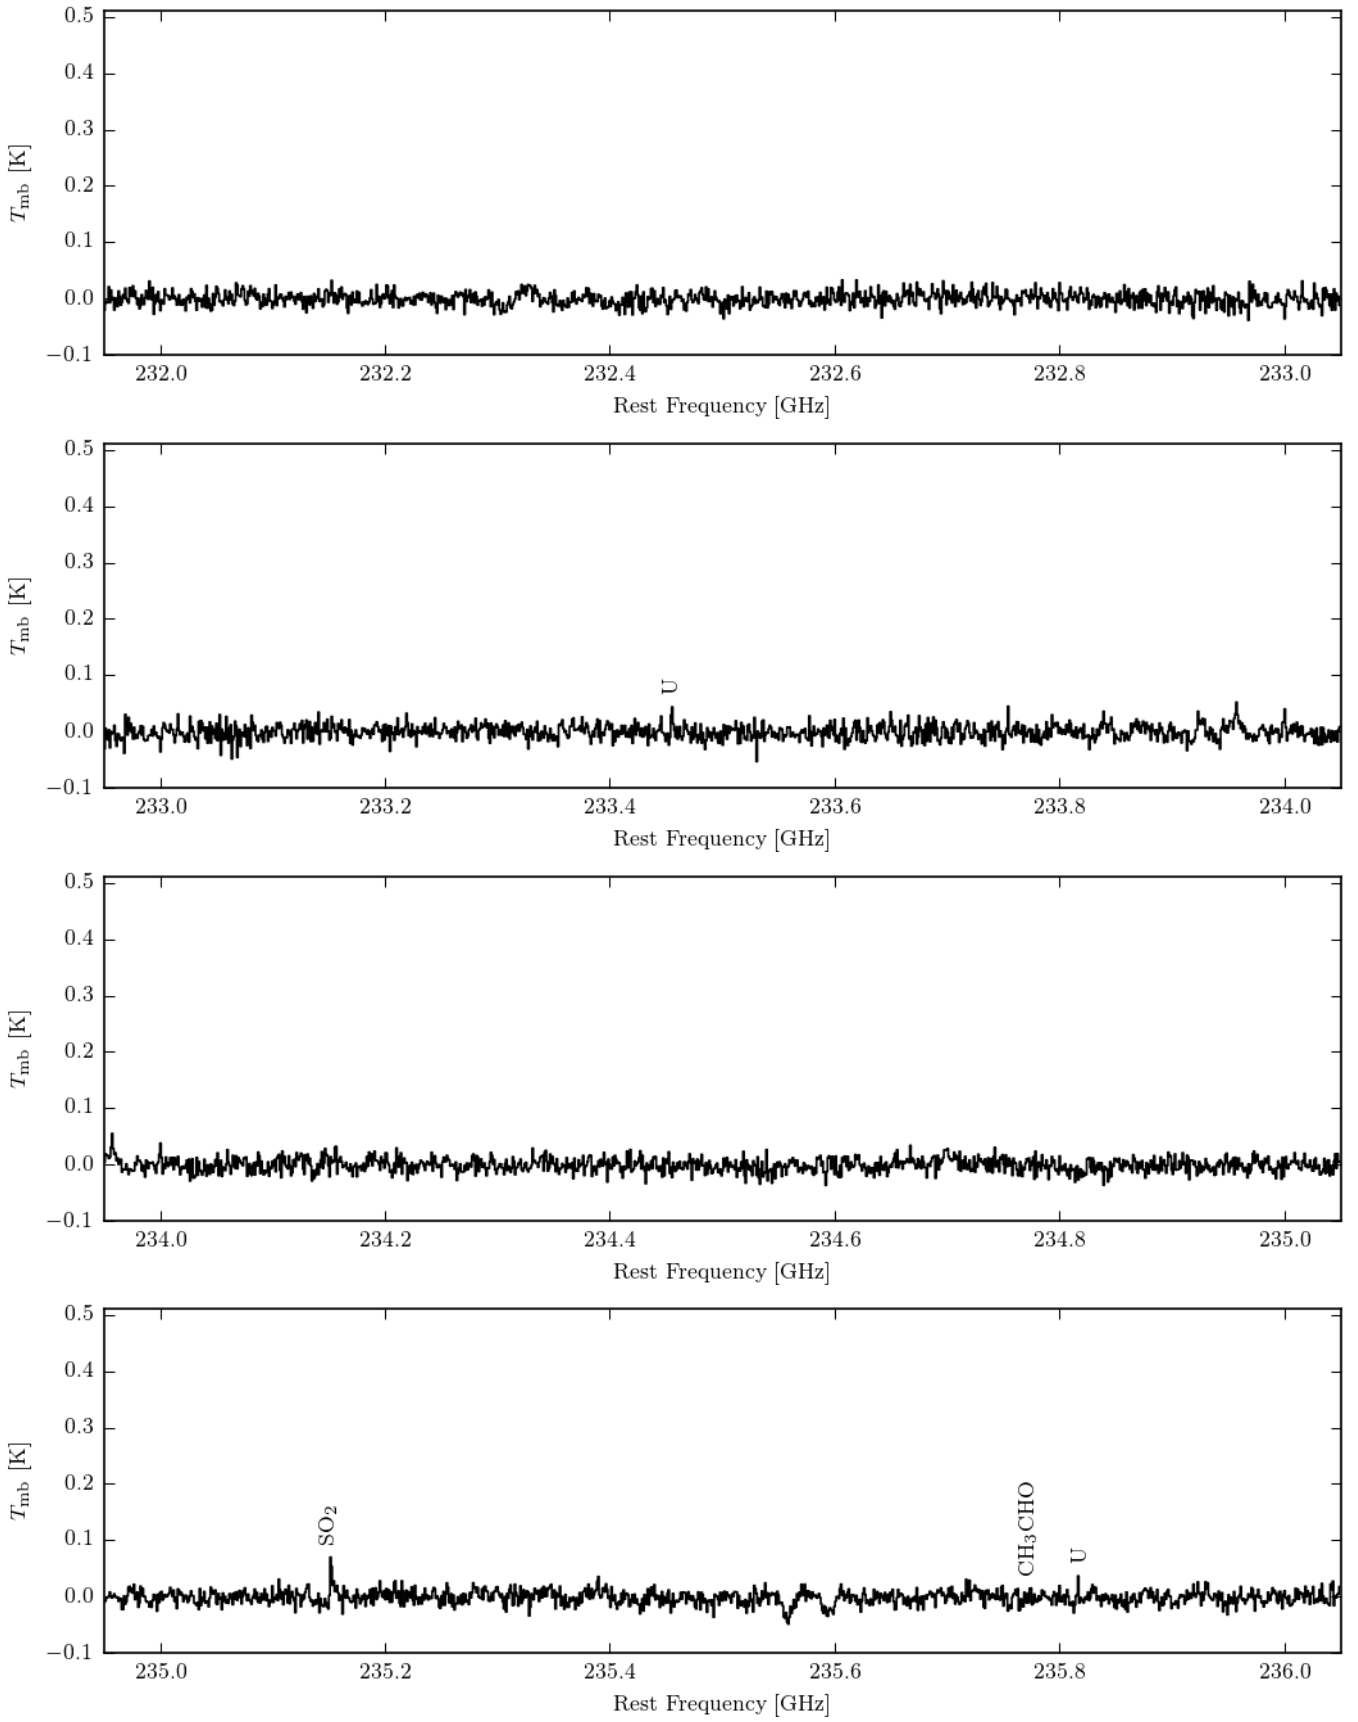 0.5
0.4
0.3
0.2
0.1
0.0
−0.1
T_mb [K]
232.0 232.2 232.4 232.6 232.8 233.0
Rest Frequency [GHz]
0.5
0.4
0.3
0.2
0.1
0.0
−0.1
T_mb [K]
U
233.0 233.2 233.4 233.6 233.8 234.0
Rest Frequency [GHz]
0.5
0.4
0.3
0.2
0.1
0.0
−0.1
T_mb [K]
234.0 234.2 234.4 234.6 234.8 235.0
Rest Frequency [GHz]
0.5
0.4
0.3
0.2
0.1
0.0
−0.1
T_mb [K]
SO₂
CH₃CHO
U
235.0 235.2 235.4 235.6 235.8 236.0
Rest Frequency [GHz]